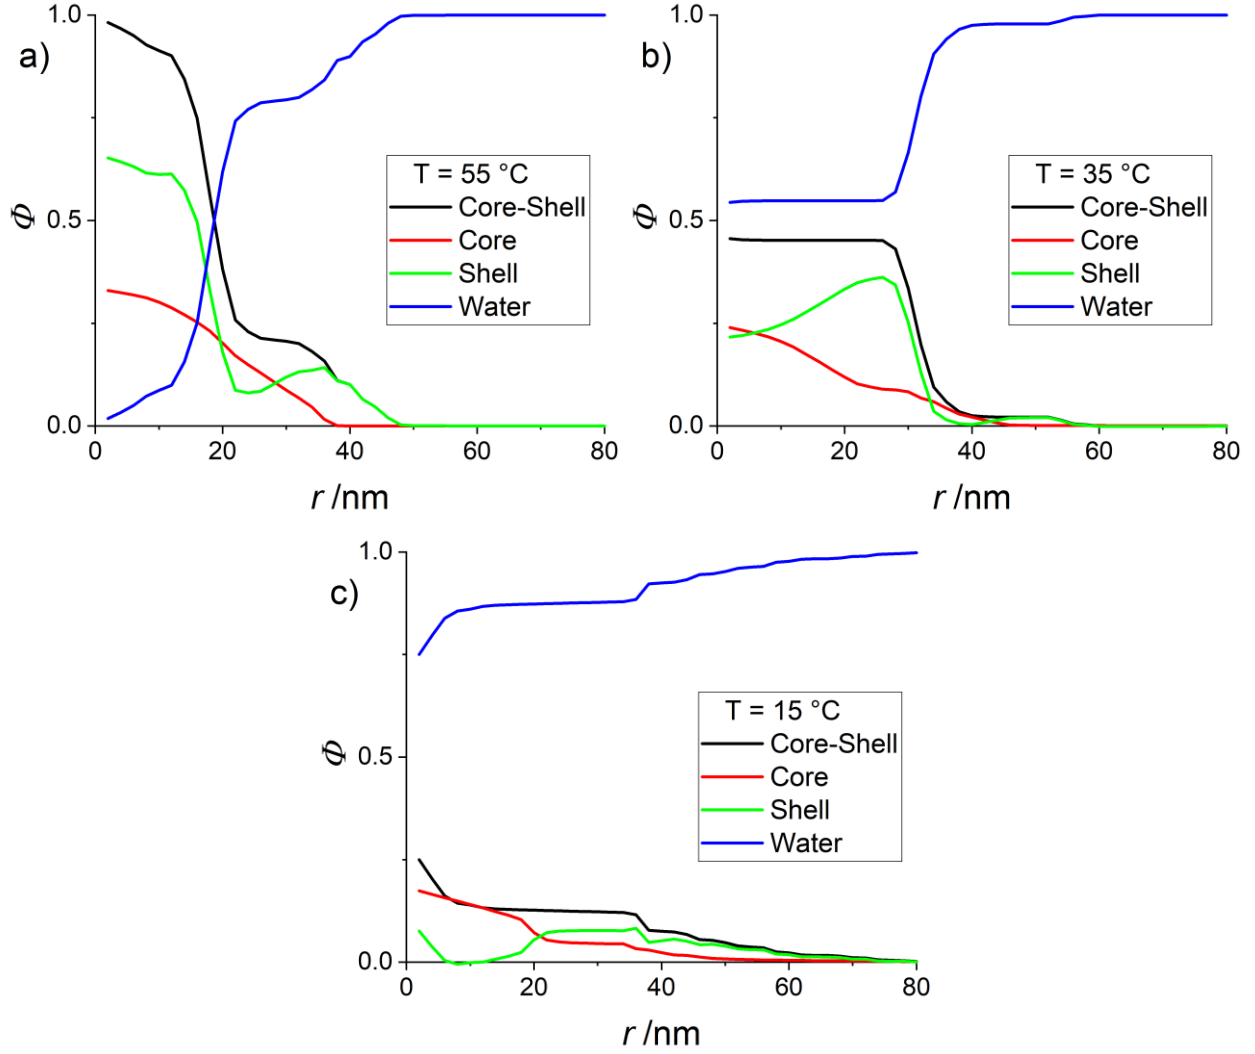 a)
1.0
0.5
0.0
Φ
T = 55 °C
Core-Shell
Core
Shell
Water
0
20
40
60
80
r /nm
b)
1.0
0.5
0.0
Φ
T = 35 °C
Core-Shell
Core
Shell
Water
0
20
40
60
80
r /nm
c)
1.0
0.5
0.0
Φ
T = 15 °C
Core-Shell
Core
Shell
Water
0
20
40
60
80
r /nm